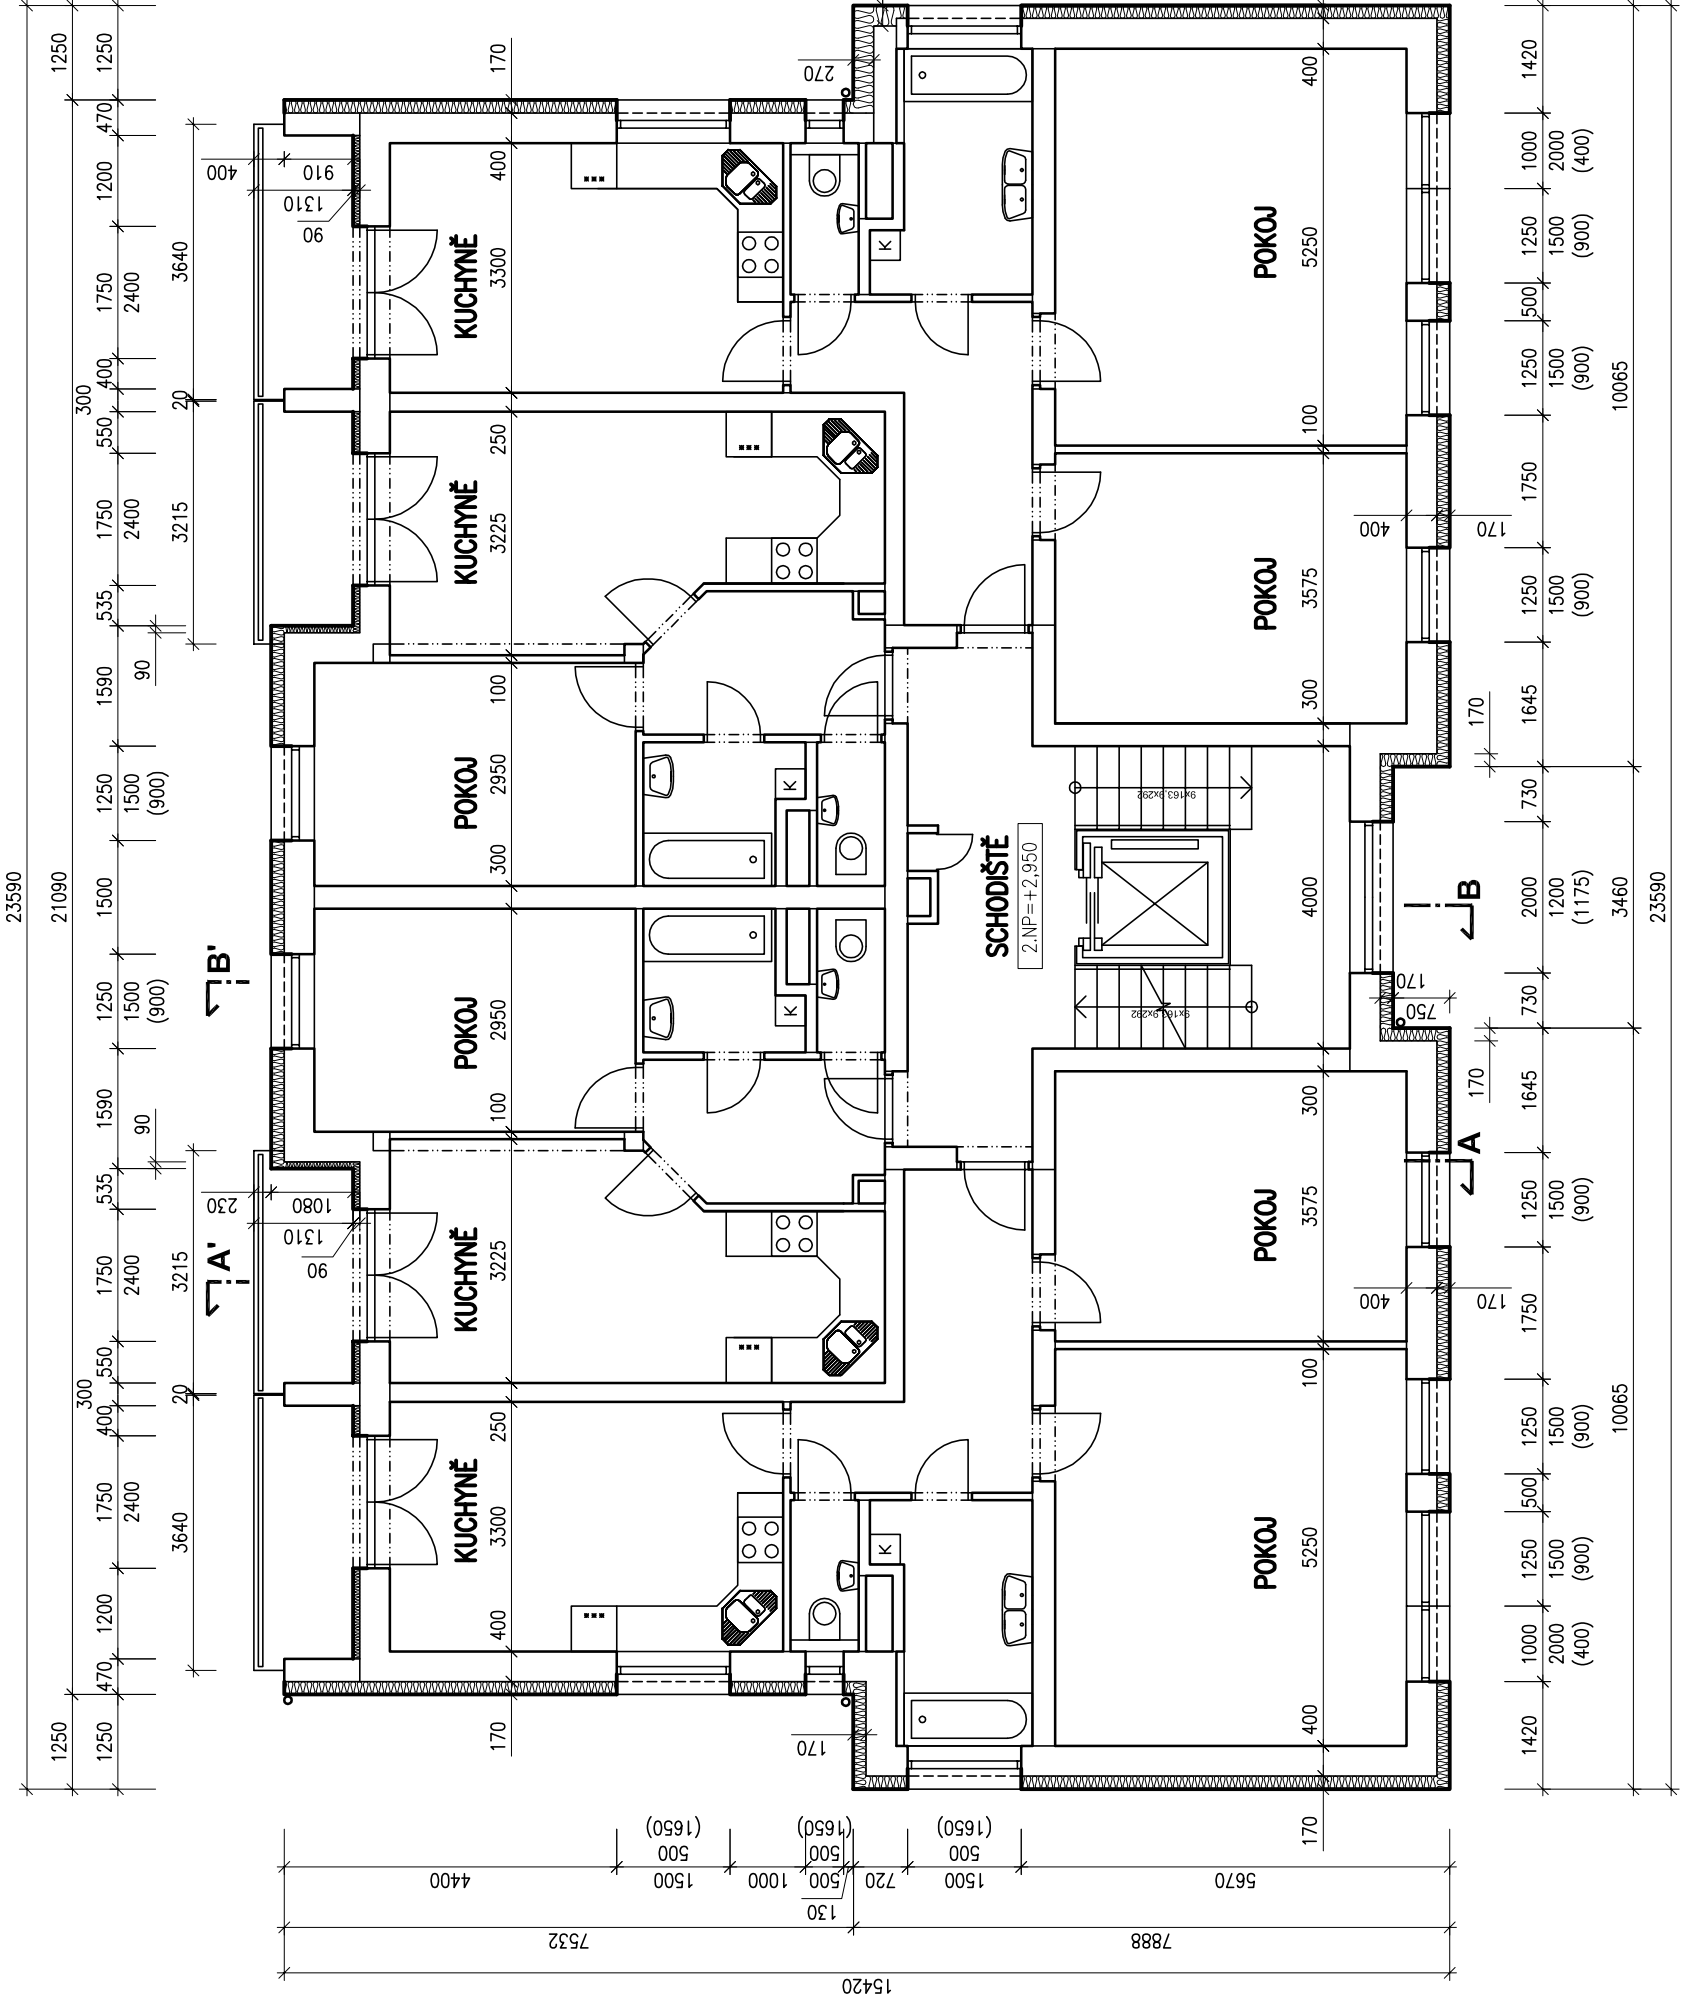 23590
1250 21090 1250
300 300
1250 470 1200 1750 400 550 1750 535 1590 1250 1500 1250 1590 535 1750 550 400 1750 1200 470 1250
2400 2400 1500 1500 2400 2400
90 (900) (900) 90
3640 20 3215 3215 20 3640
A' B'
230 400
1080 910
1310 1310
90 90
KUCHYNĚ KUCHYNĚ POKOJ POKOJ KUCHYNĚ KUCHYNĚ
170 400 3300 250 3225 100 2950 300 2950 100 3225 250 3300 400 170
K K
K K
270
170
SCHODIŠTĚ
2.NP=+2,950
9x163,9x292
9x163,9x292
POKOJ POKOJ POKOJ POKOJ
170 400 5250 100 3575 300 4000 300 3575 100 5250 400
400 400
170 170
170
750
170 170
A B
1420 1000 1250 500 1250 1750 1250 1645 730 2000 730 1645 1250 1750 1250 500 1250 1000 1420
2000 1500 1500 1500 1200 1500 1500 1500 2000
(400) (900) (900) (900) (1175) (900) (900) (900) (400)
10065 3460 10065
23590
(1650) (1650) (1650)
500 500 500
4400 1500 1000 500 720 1500 5670
130
7532 7888
15420